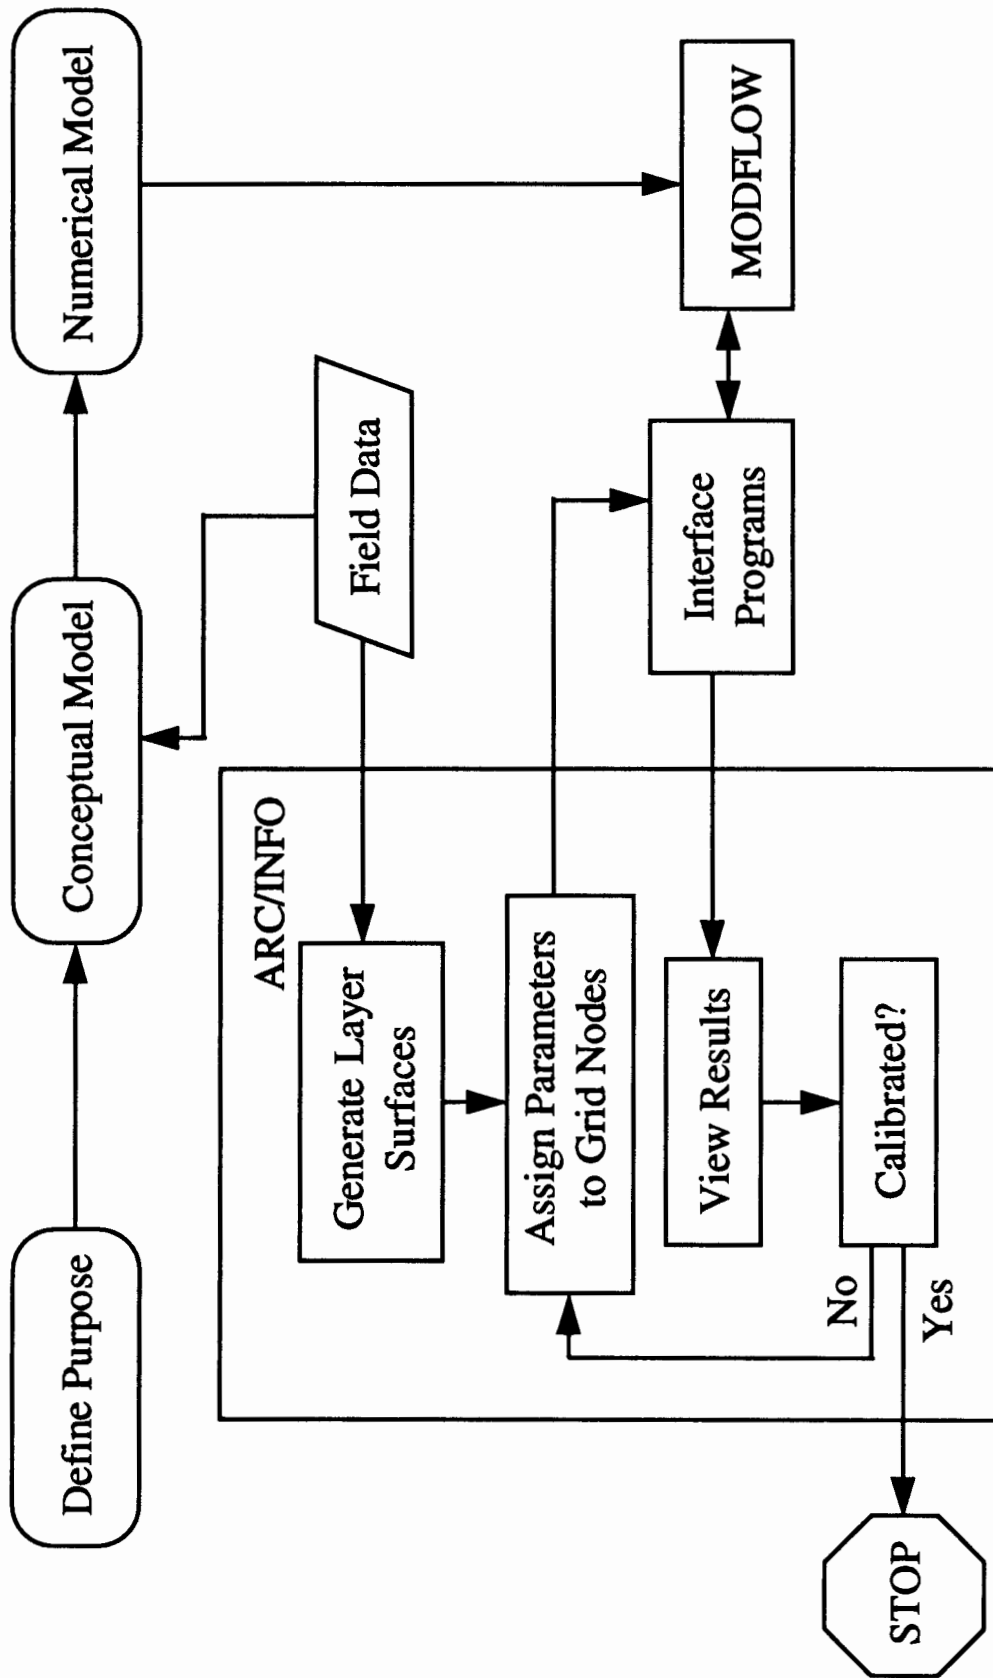 Define Purpose
Conceptual Model
Numerical Model
Field Data
ARC/INFO
Generate Layer
Surfaces
Assign Parameters
to Grid Nodes
Interface
Programs
MODFLOW
View Results
Calibrated?
No
Yes
STOP